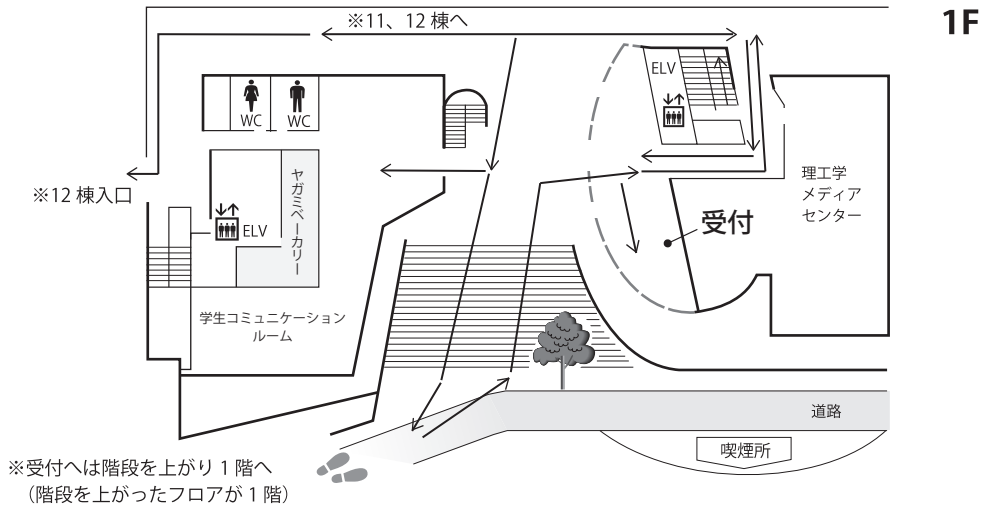 1F
※11、12 棟へ
ELV
WC
WC
※12 棟入口
ELV
ヤガミベーカリー
理工学
メディア
センター
受付
学生コミュニケーション
ルーム
道路
喫煙所
※受付へは階段を上がり 1 階へ
（階段を上がったフロアが 1 階）